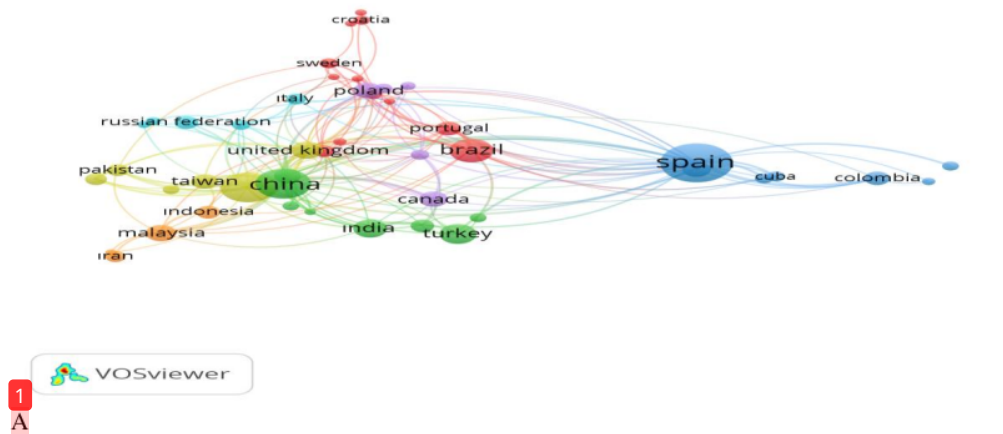 croatia
sweden
poland
italy
russian federation
portugal
united kingdom
brazil
spain
pakistan
taiwan
china
cuba
colombia
canada
indonesia
malaysia
india
turkey
iran
VOSviewer
1
A